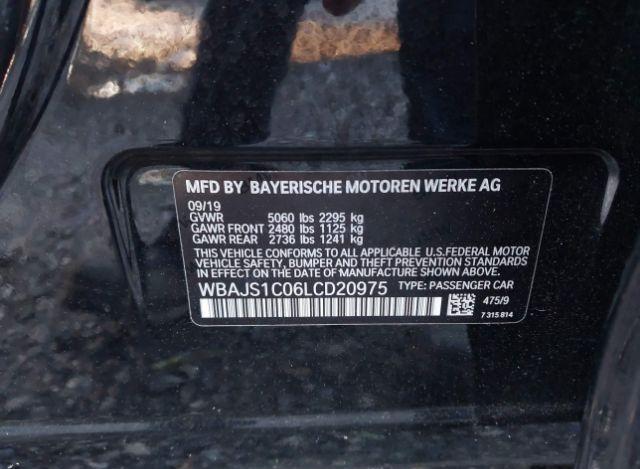 MFD BY BAYERISCHE MOTOREN WERKE AG
09/19
GVWR 5060 lbs 2295 kg
GAWR FRONT 2480 lbs 1125 kg
GAWR REAR 2736 lbs 1241 kg
THIS VEHICLE CONFORMS TO ALL APPLICABLE U.S.FEDERAL MOTOR
VEHICLE SAFETY, BUMPER AND THEFT PREVENTION STANDARDS
IN EFFECT ON THE DATE OF MANUFACTURE SHOWN ABOVE.
WBAJS1C06LCD20975 TYPE: PASSENGER CAR
475/9
7 315 814